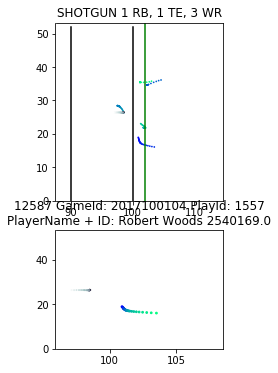 SHOTGUN 1 RB, 1 TE, 3 WR
50
40
30
20
10
0
90 100 110
12587 GameId: 2017100104 PlayId: 1557
PlayerName + ID: Robert Woods 2540169.0
40
20
0
100 105